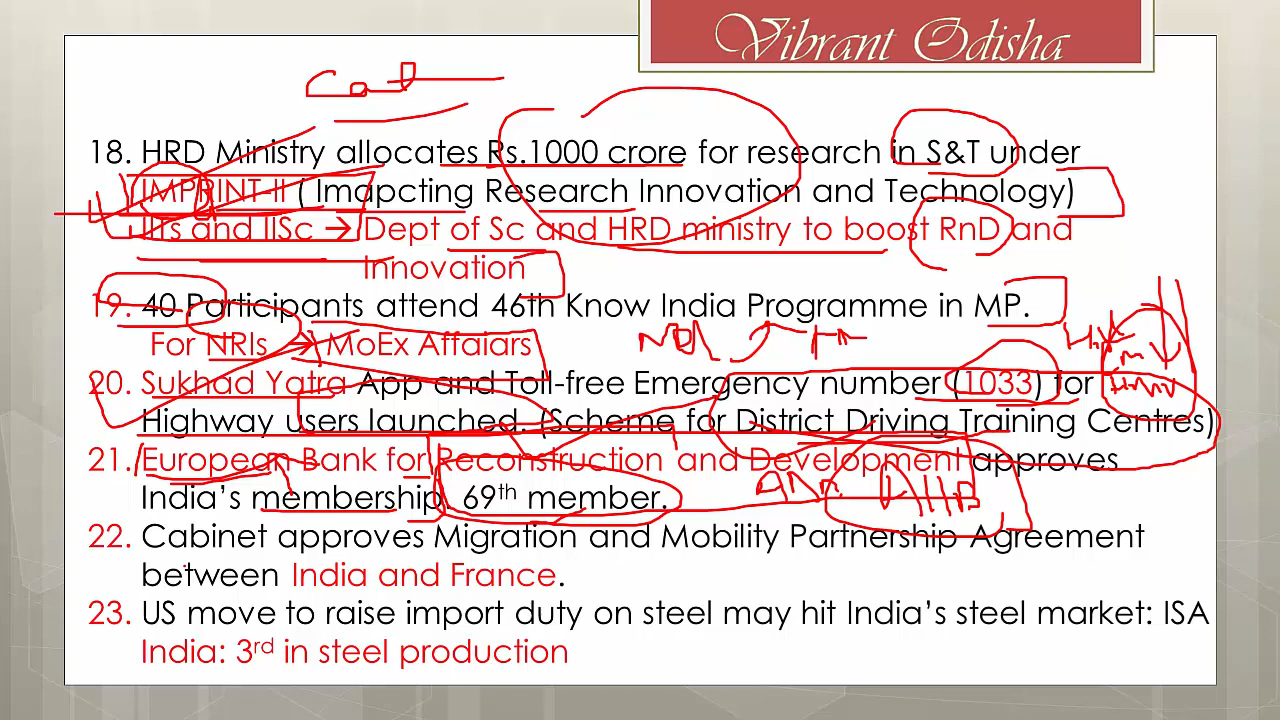 Vibrant Odisha
18. HRD Ministry allocates Rs.1000 crore for research in S&T under
IMPRINT-II ( Imapcting Research Innovation and Technology)
IITs and IISc → Dept of Sc and HRD ministry to boost RnD and
Innovation
19. 40 Participants attend 46th Know India Programme in MP.
For NRIs → MoEx Affaiars
20. Sukhad Yatra App and Toll-free Emergency number (1033) for
Highway users launched. (Scheme for District Driving Training Centres)
21. European Bank for Reconstruction and Development approves
India’s membership, 69th member.
22. Cabinet approves Migration and Mobility Partnership Agreement
between India and France.
23. US move to raise import duty on steel may hit India’s steel market: ISA
India: 3rd in steel production